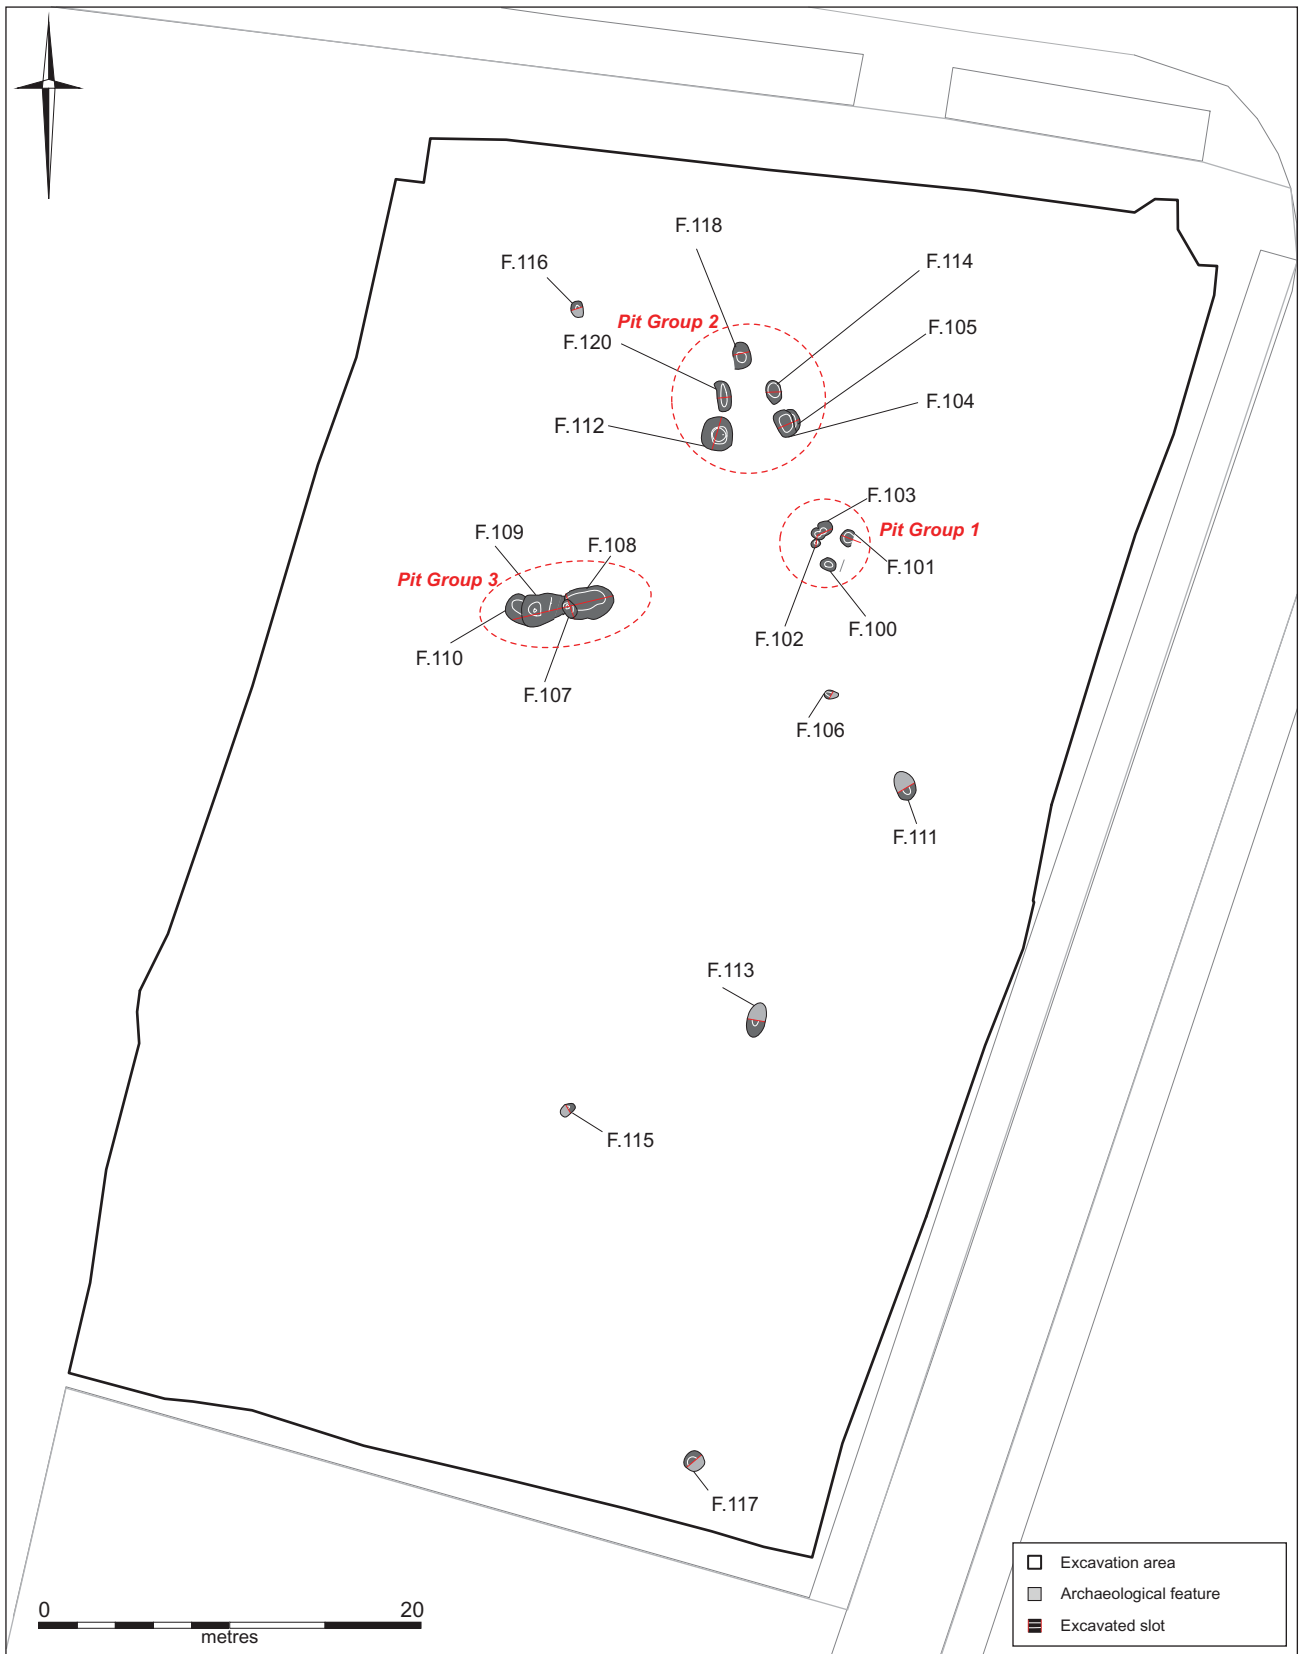 F.118
F.116
F.114
Pit Group 2
F.120
F.105
F.104
F.112
F.103
Pit Group 1
F.109
F.108
F.101
Pit Group 3
F.102
F.100
F.110
F.107
F.106
F.111
F.113
F.115
F.117
0
20
metres
Excavation area
Archaeological feature
Excavated slot